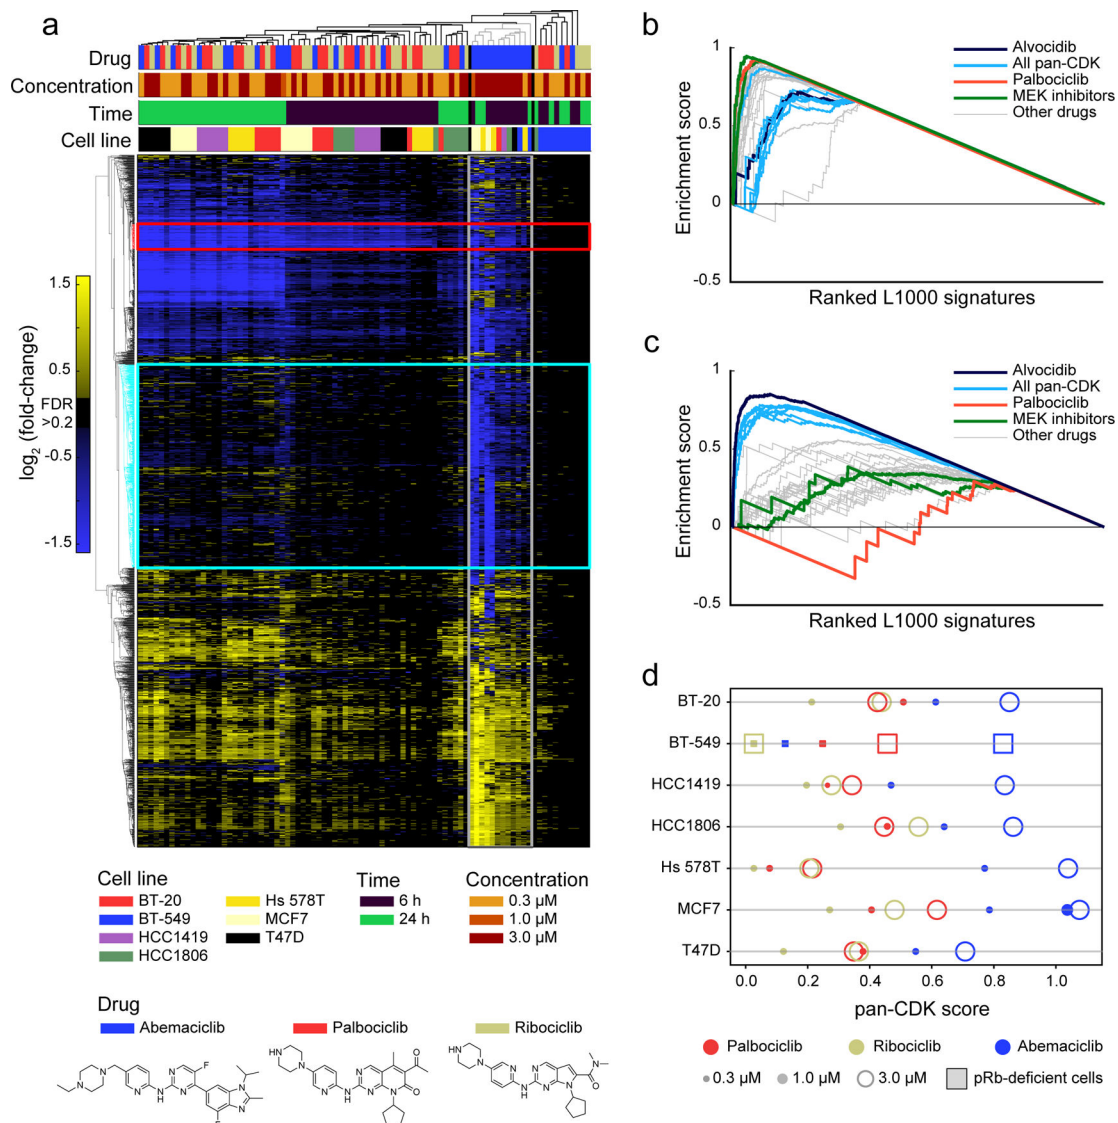 a
Drug
Concentration
Time
Cell line
log2 (fold-change)
1.5
0.5
FDR
>0.2
-0.5
-1.5
Cell line
BT-20
BT-549
HCC1419
HCC1806
Hs 578T
MCF7
T47D
Time
6 h
24 h
Concentration
0.3 µM
1.0 µM
3.0 µM
Drug
Abemaciclib
Palbociclib
Ribociclib
N
N
N
N
H
N
N
F
N
N
F
HN
N
N
N
H
N
N
N
O
O
HN
N
N
N
H
N
N
N
N
O
b
Enrichment score
1
0.5
0
-0.5
Alvocidib
All pan-CDK
Palbociclib
MEK inhibitors
Other drugs
Ranked L1000 signatures
c
Enrichment score
1
0.5
0
-0.5
Alvocidib
All pan-CDK
Palbociclib
MEK inhibitors
Other drugs
Ranked L1000 signatures
d
BT-20
BT-549
HCC1419
HCC1806
Hs 578T
MCF7
T47D
0.0 0.2 0.4 0.6 0.8 1.0
pan-CDK score
Palbociclib Ribociclib Abemaciclib
0.3 µM 1.0 µM 3.0 µM pRb-deficient cells